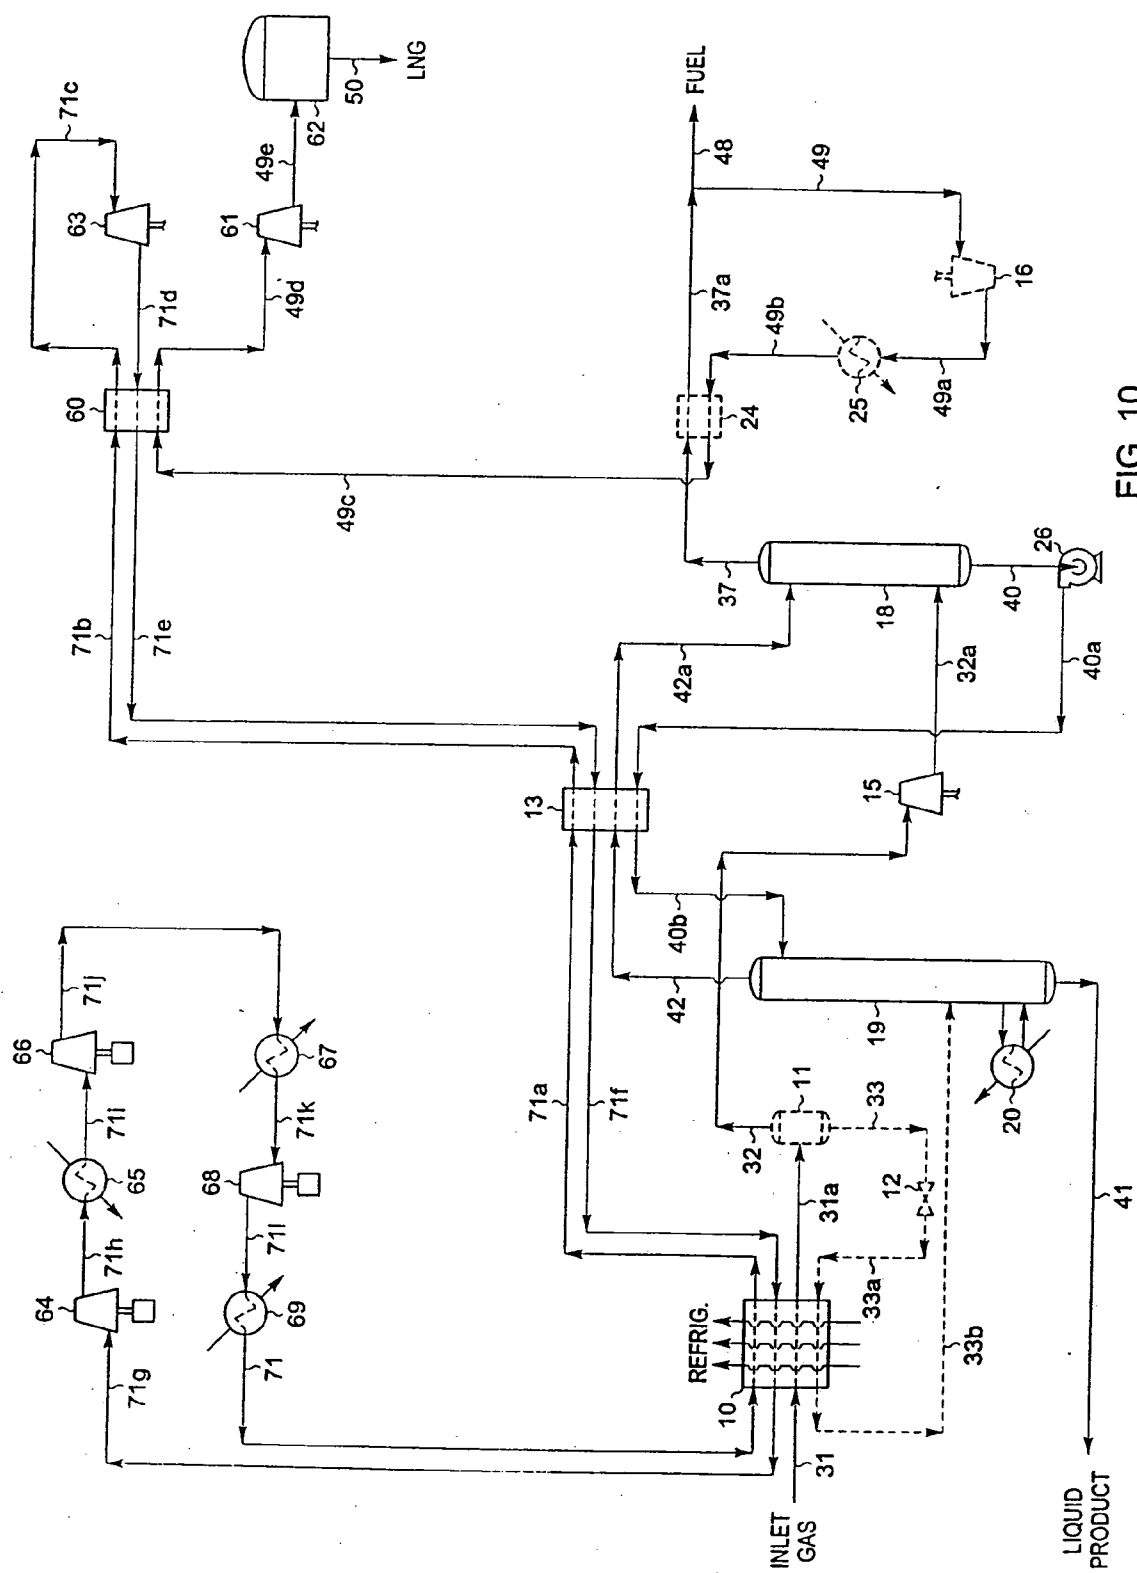 71c
63
71d
60
61
49d
49e
62
50
LNG
71b
71e
49c
FUEL
48
49
37a
49b
16
25
49a
24
37
18
40
26
42a
32a
40a
13
15
40b
42
19
20
41
71j
66
67
71i
71k
65
68
71h
71l
64
69
71g
71
71a
71f
11
33
32
12
31a
33a
33b
REFRIG.
10
31
INLET
GAS
LIQUID
PRODUCT
FIG. 10